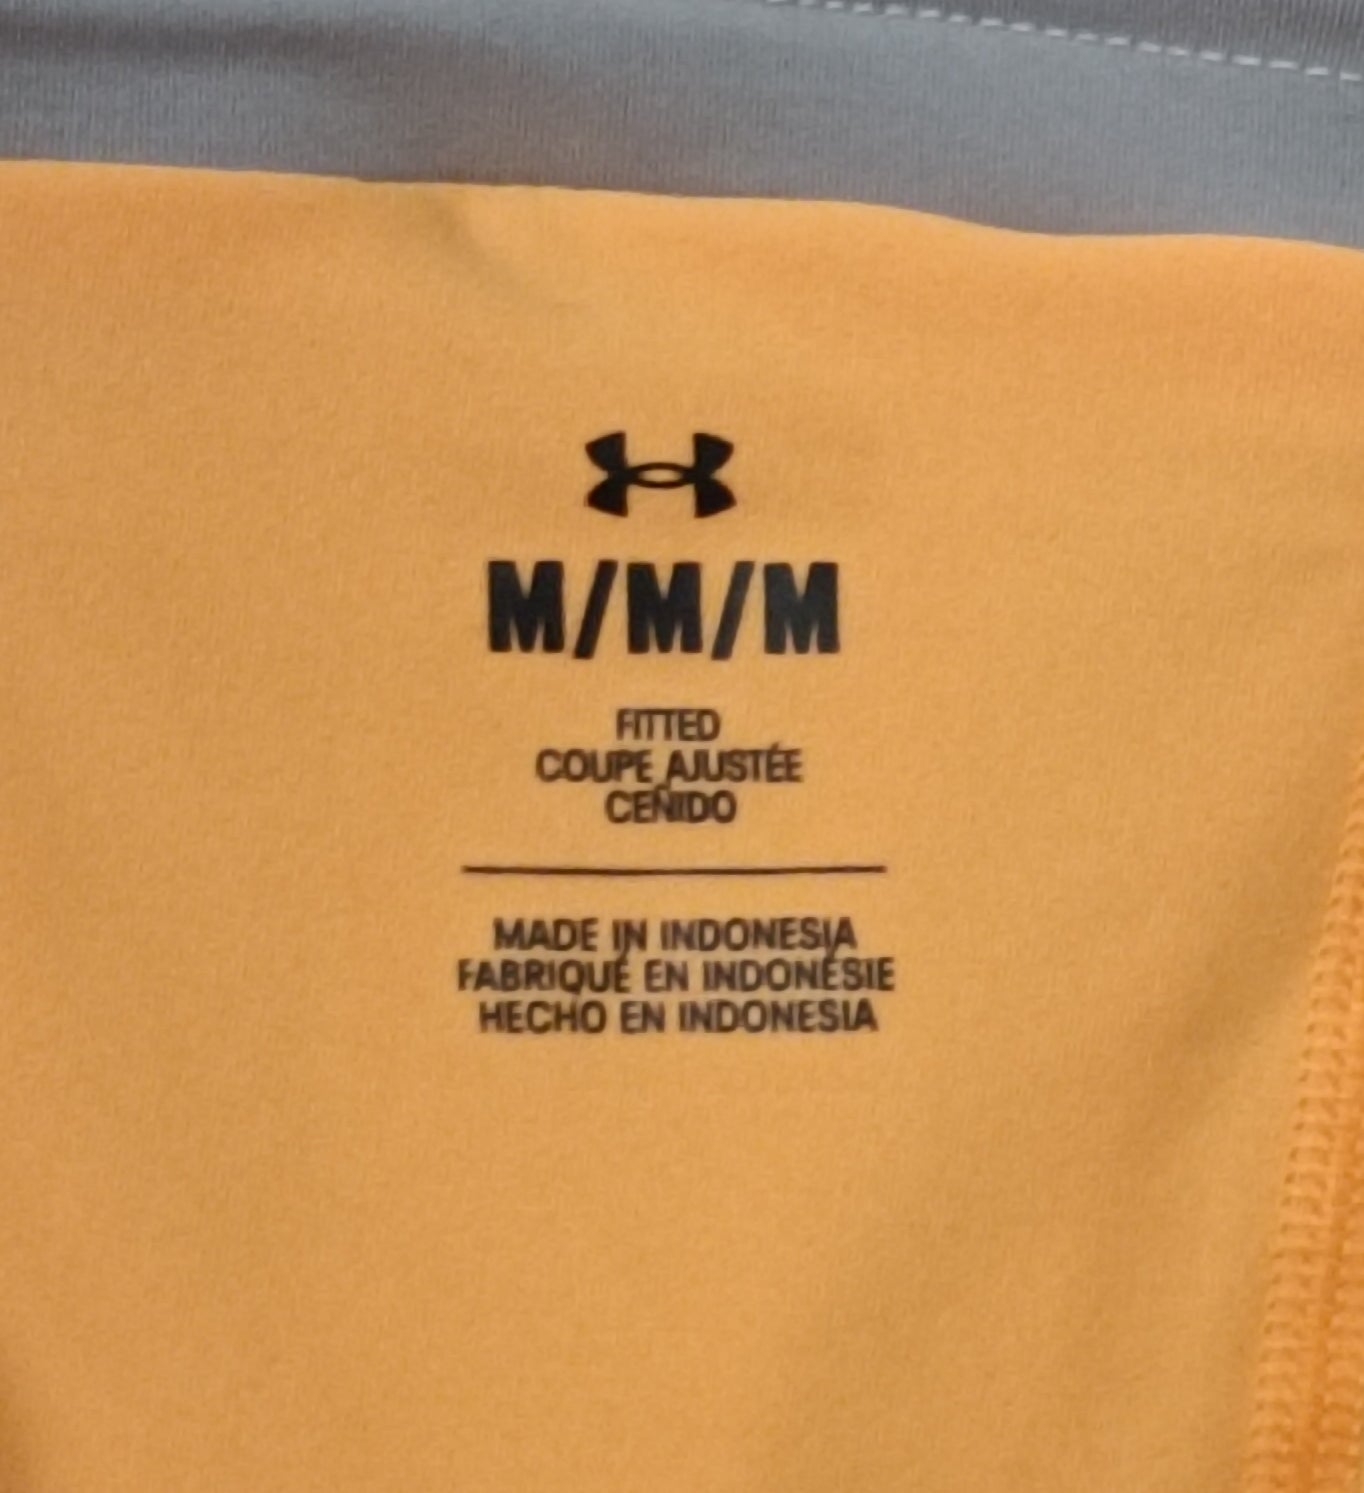 M/M/M
FITTED
COUPE AJUSTÉE
CEÑIDO
MADE IN INDONESIA
FABRIQUÉ EN INDONÉSIE
HECHO EN INDONESIA